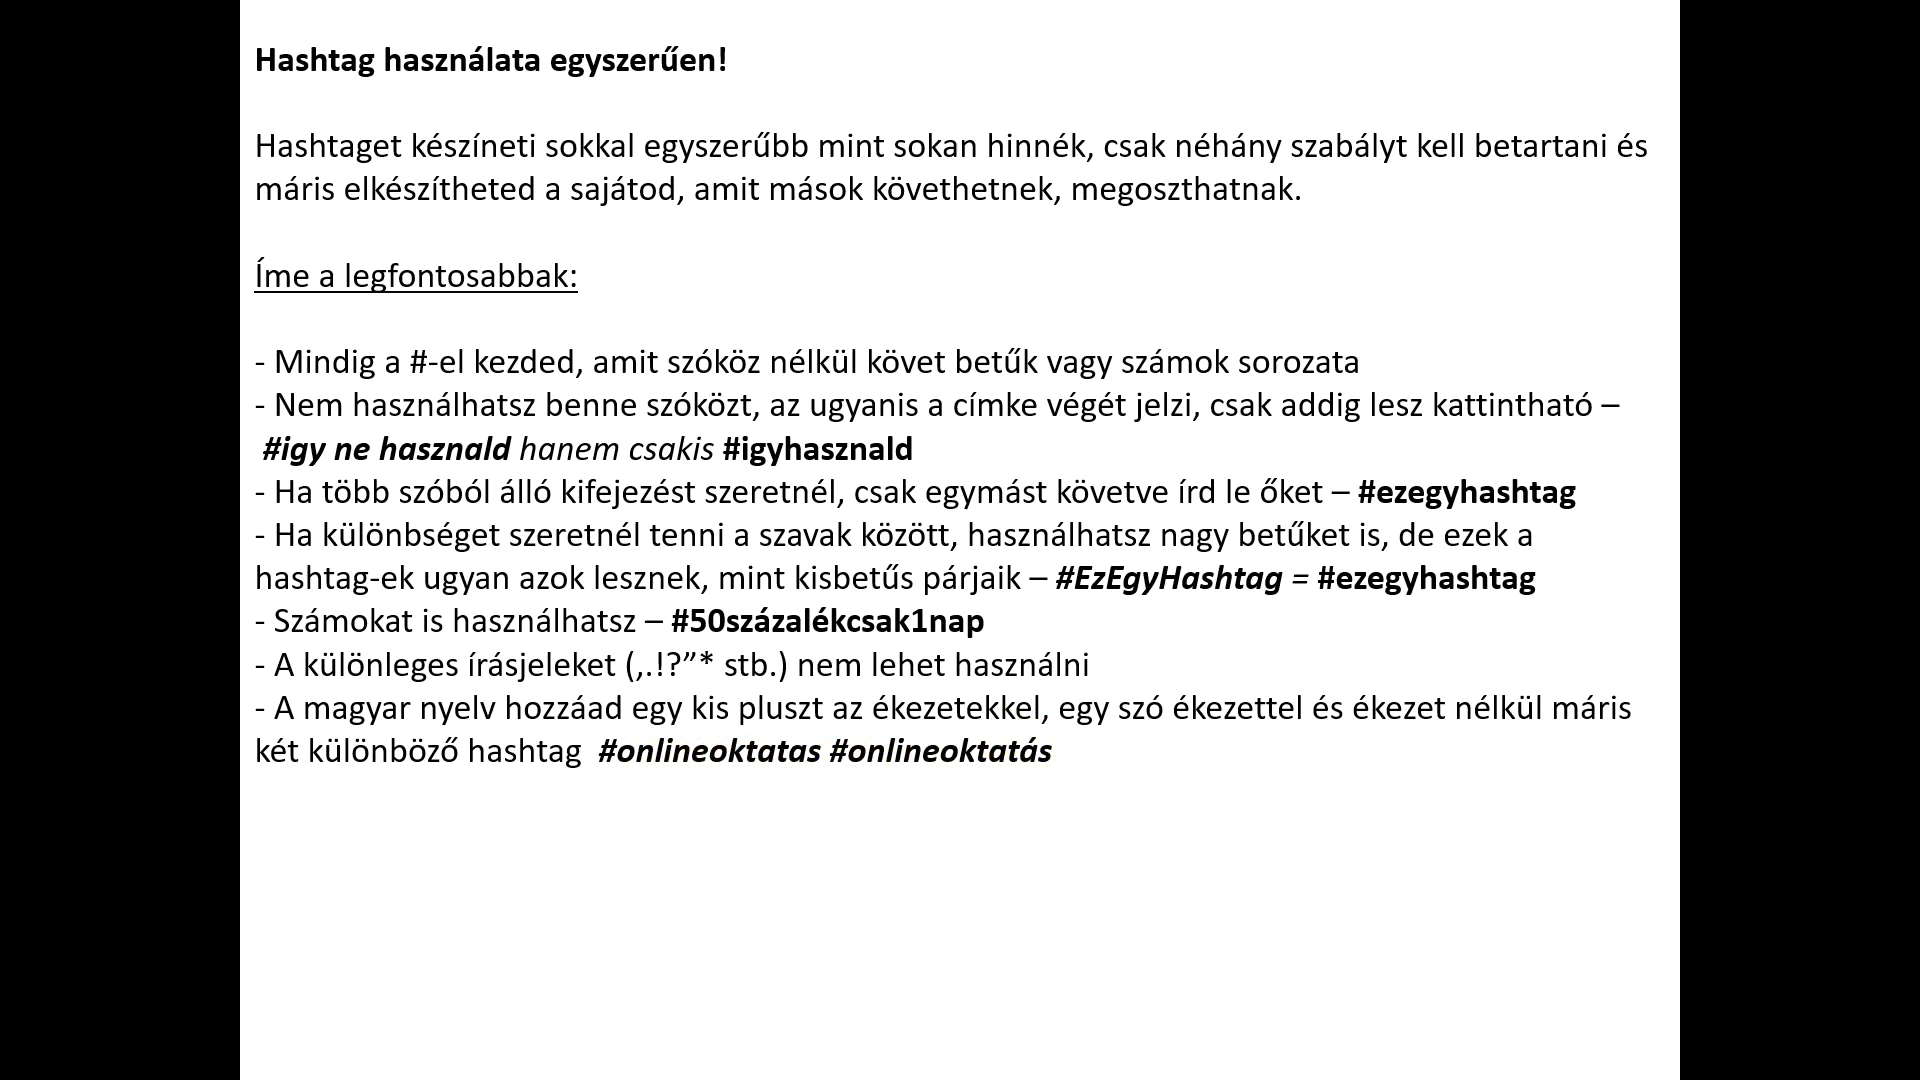 Hashtag használata egyszerűen!
Hashtaget készíneti sokkal egyszerűbb mint sokan hinnék, csak néhány szabályt kell betartani és
máris elkészítheted a sajátod, amit mások követhetnek, megoszthatnak.
Íme a legfontosabbak:
- Mindig a #-el kezded, amit szóköz nélkül követ betűk vagy számok sorozata
- Nem használhatsz benne szóközt, az ugyanis a címke végét jelzi, csak addig lesz kattintható –
#igy ne hasznald hanem csakis #igyhasznald
- Ha több szóból álló kifejezést szeretnél, csak egymást követve írd le őket – #ezegyhashtag
- Ha különbséget szeretnél tenni a szavak között, használhatsz nagy betűket is, de ezek a
hashtag-ek ugyan azok lesznek, mint kisbetűs párjaik – #EzEgyHashtag = #ezegyhashtag
- Számokat is használhatsz – #50százalékcsak1nap
- A különleges írásjeleket (,.!?”* stb.) nem lehet használni
- A magyar nyelv hozzáad egy kis pluszt az ékezetekkel, egy szó ékezettel és ékezet nélkül máris
két különböző hashtag  #onlineoktatas #onlineoktatás